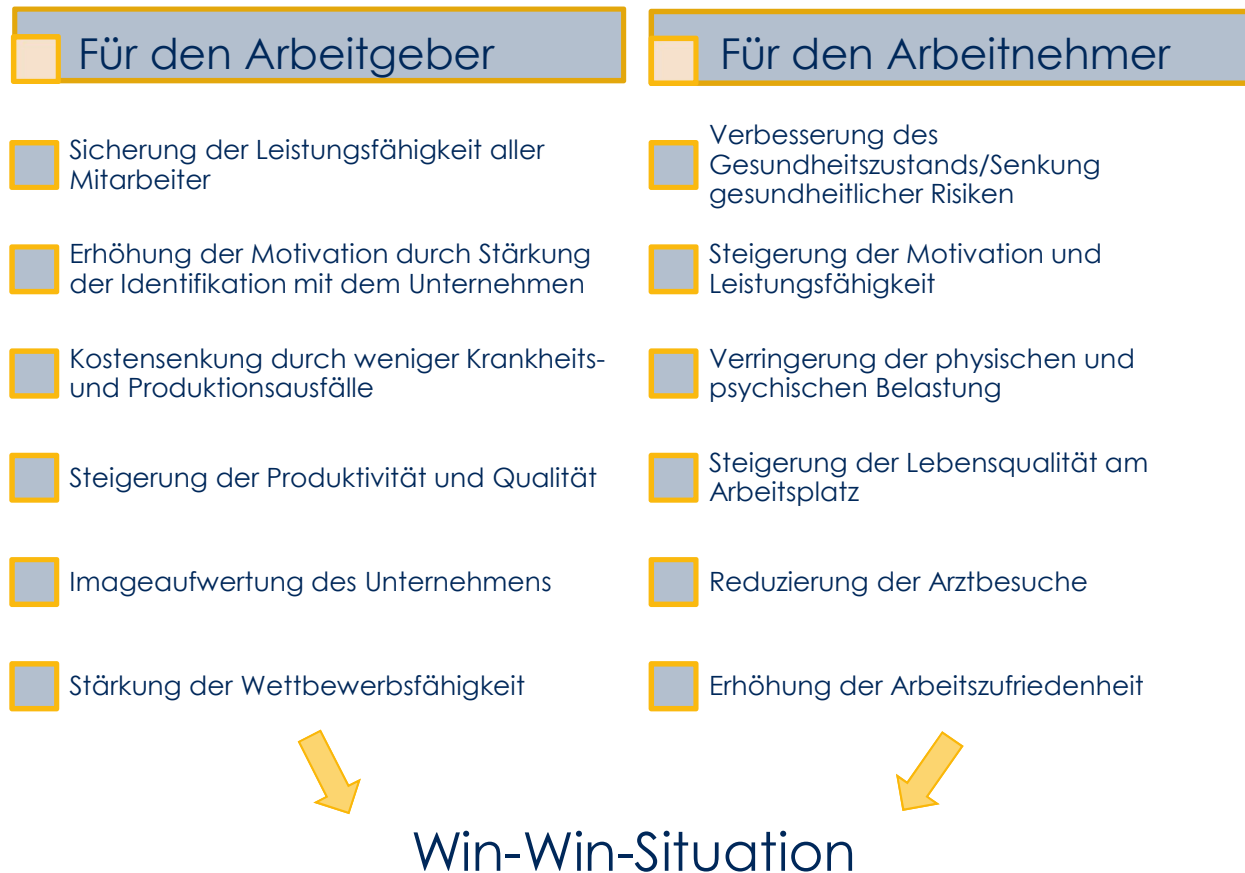 Für den Arbeitgeber
Sicherung der Leistungsfähigkeit aller
Mitarbeiter
Erhöhung der Motivation durch Stärkung
der Identifikation mit dem Unternehmen
Kostensenkung durch weniger Krankheits-
und Produktionsausfälle
Steigerung der Produktivität und Qualität
Imageaufwertung des Unternehmens
Stärkung der Wettbewerbsfähigkeit
Für den Arbeitnehmer
Verbesserung des
Gesundheitszustands/Senkung
gesundheitlicher Risiken
Steigerung der Motivation und
Leistungsfähigkeit
Verringerung der physischen und
psychischen Belastung
Steigerung der Lebensqualität am
Arbeitsplatz
Reduzierung der Arztbesuche
Erhöhung der Arbeitszufriedenheit
Win-Win-Situation